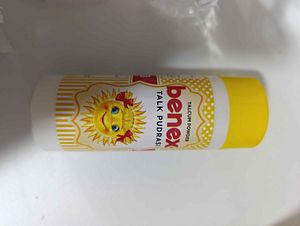 TALCUM POWDER
benex
TALK PUDRASI